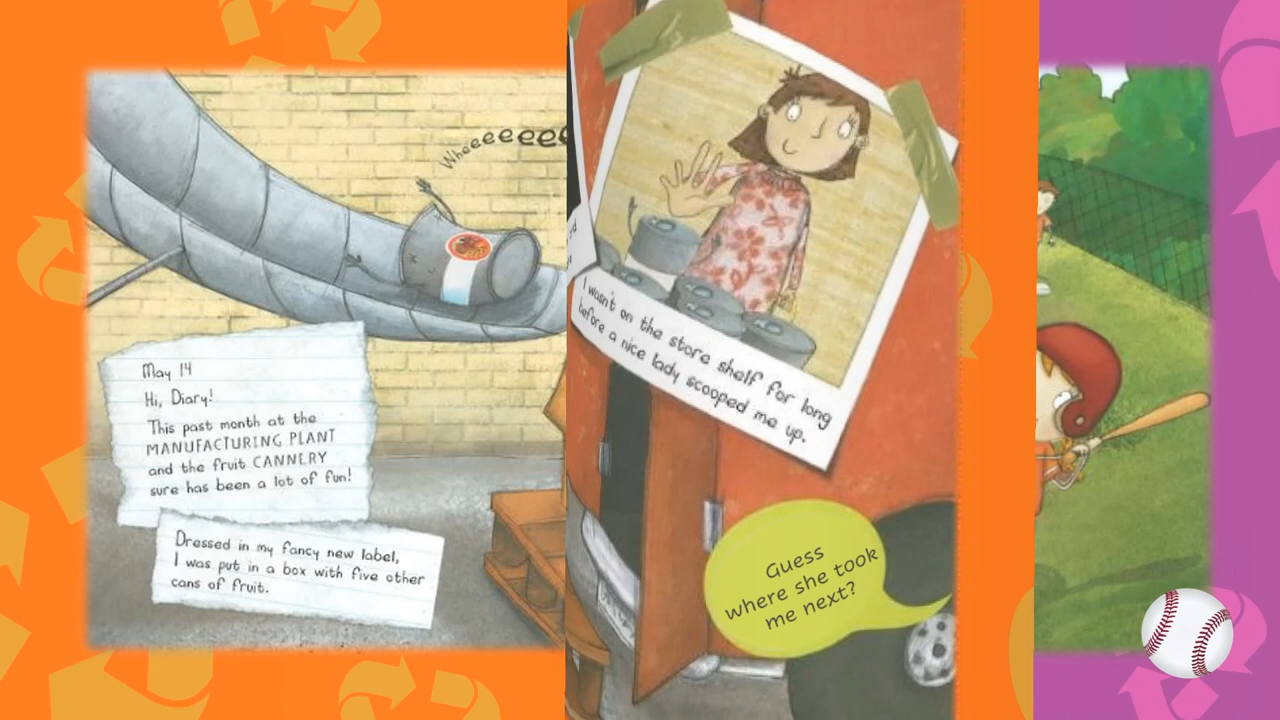 Wheeeeeee
May 14
Hi, Diary!
This past month at the
MANUFACTURING PLANT
and the fruit CANNERY
sure has been a lot of fun!
Dressed in my fancy new label,
I was put in a box with five other
cans of fruit.
I wasn't on the store shelf for long
before a nice lady scooped me up.
Guess
where she took
me next?